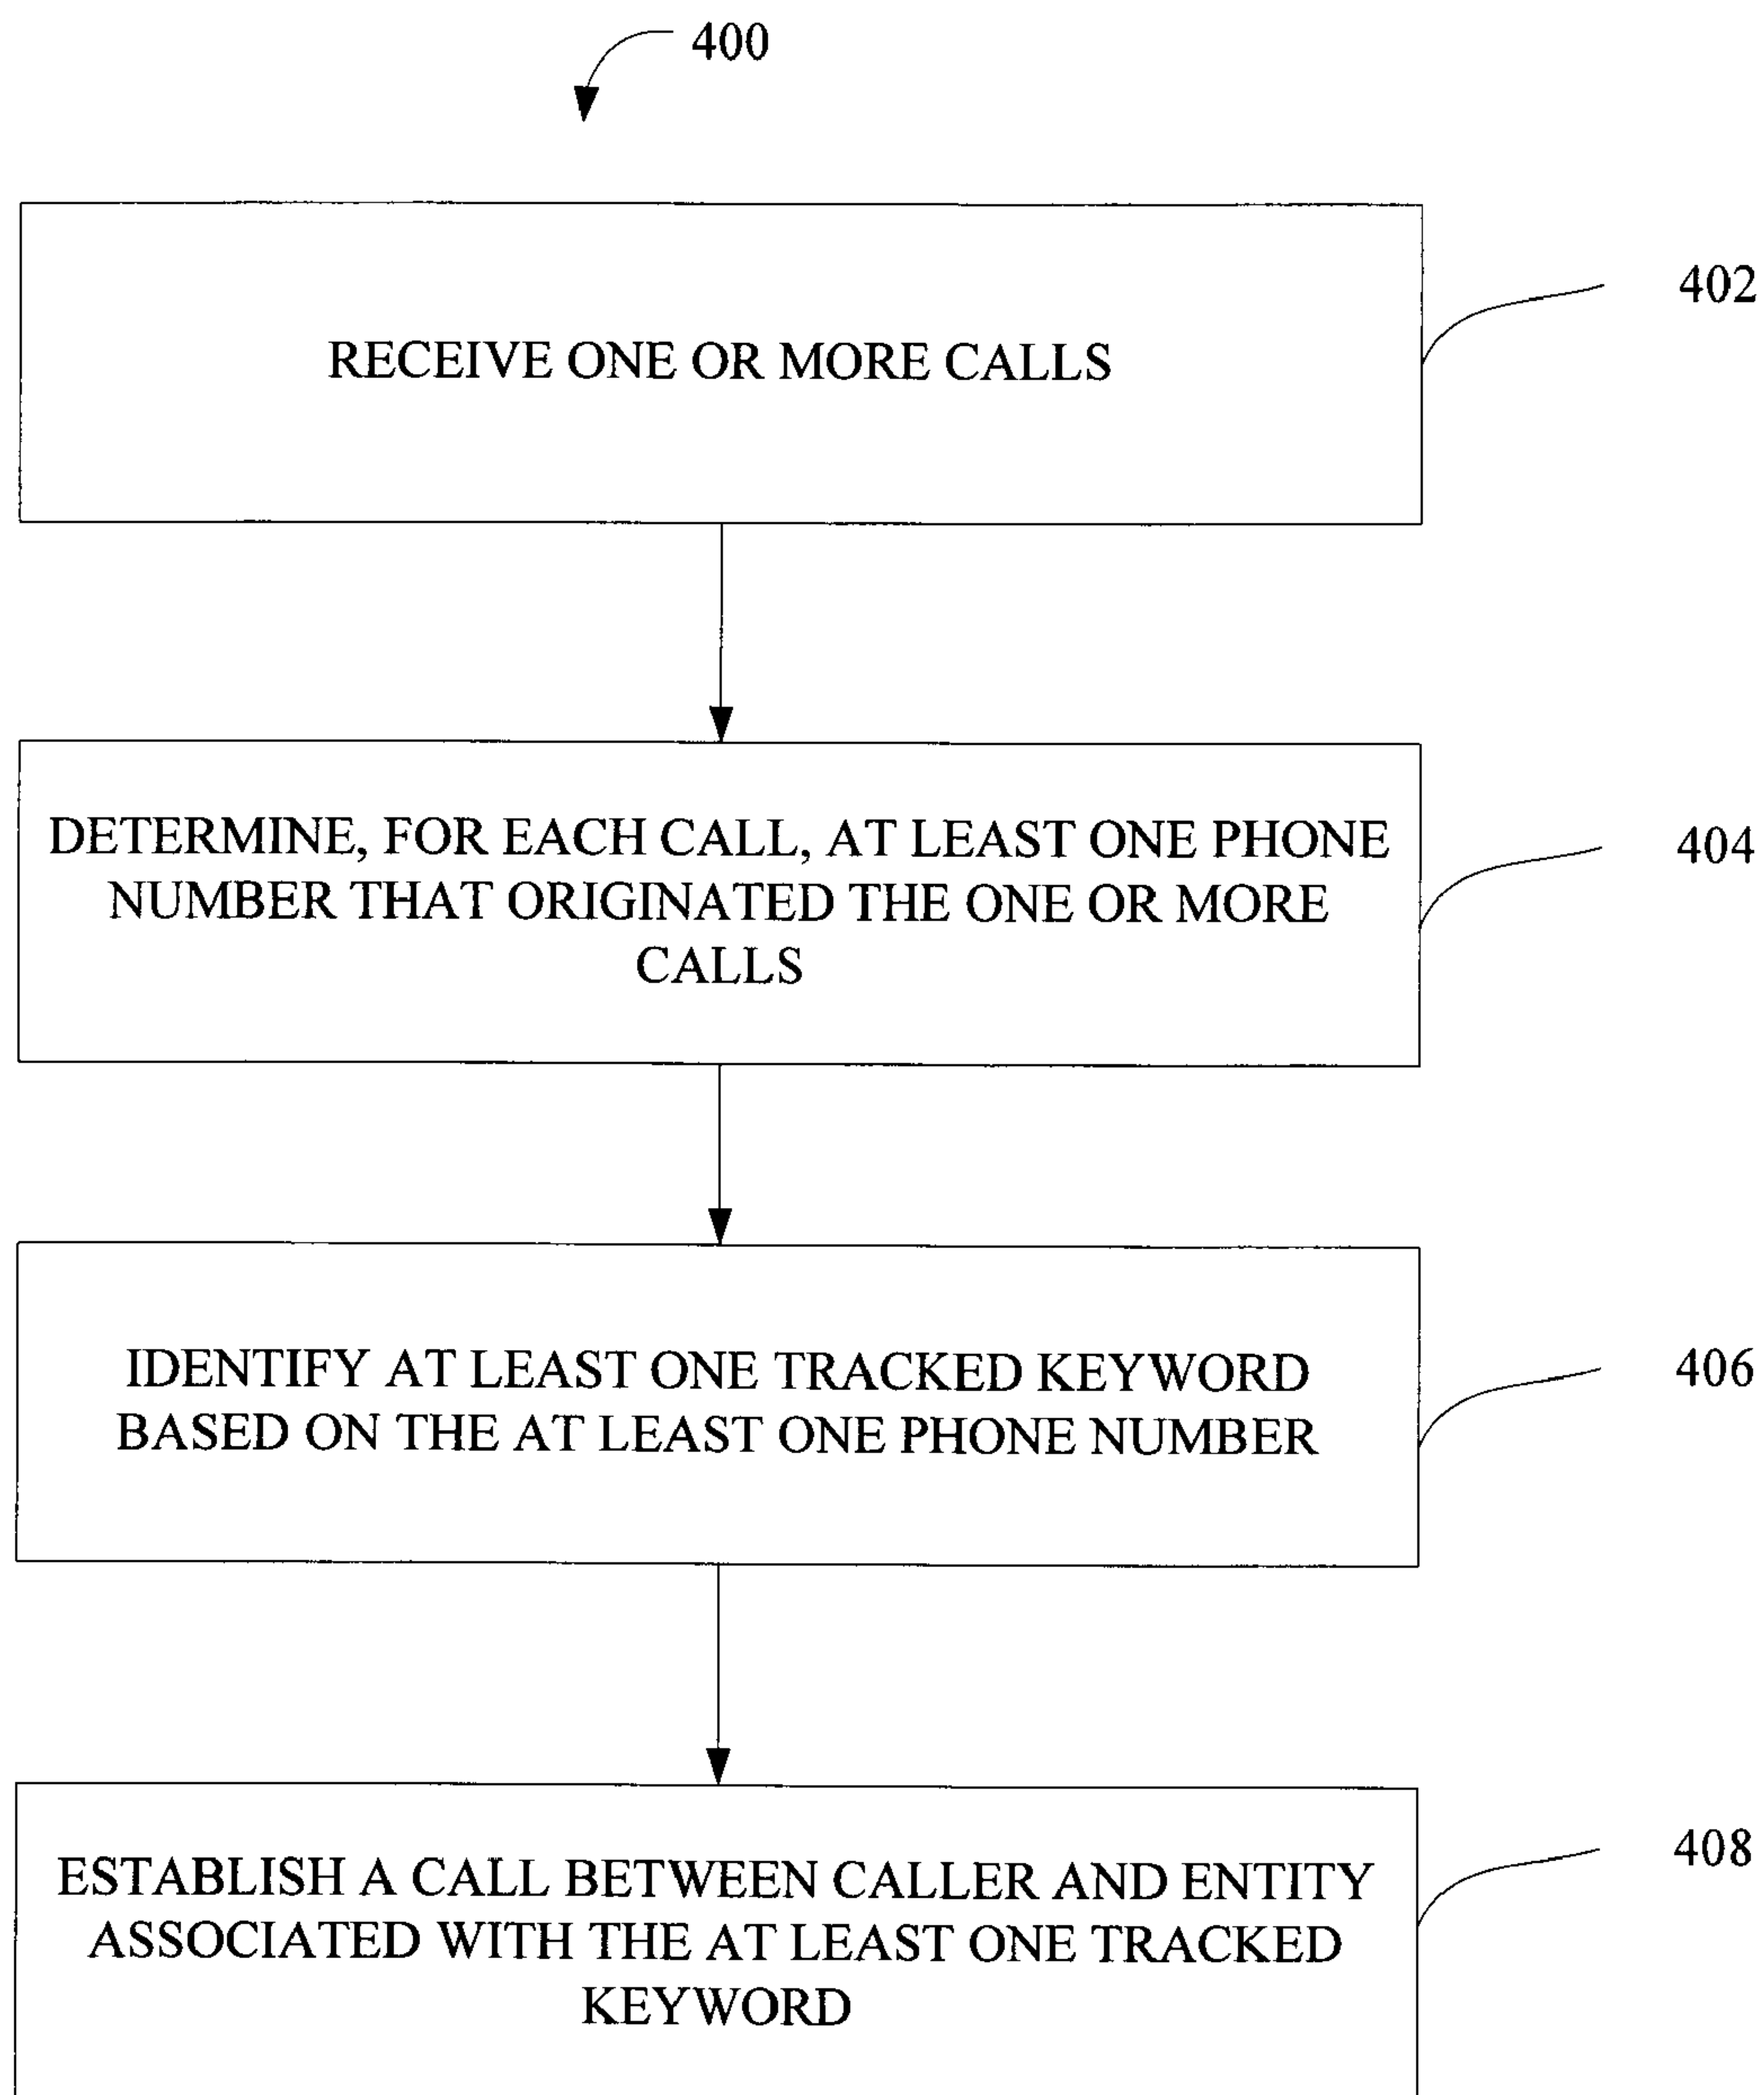 400
RECEIVE ONE OR MORE CALLS
402
DETERMINE, FOR EACH CALL, AT LEAST ONE PHONE
NUMBER THAT ORIGINATED THE ONE OR MORE
CALLS
404
IDENTIFY AT LEAST ONE TRACKED KEYWORD
BASED ON THE AT LEAST ONE PHONE NUMBER
406
ESTABLISH A CALL BETWEEN CALLER AND ENTITY
ASSOCIATED WITH THE AT LEAST ONE TRACKED
KEYWORD
408